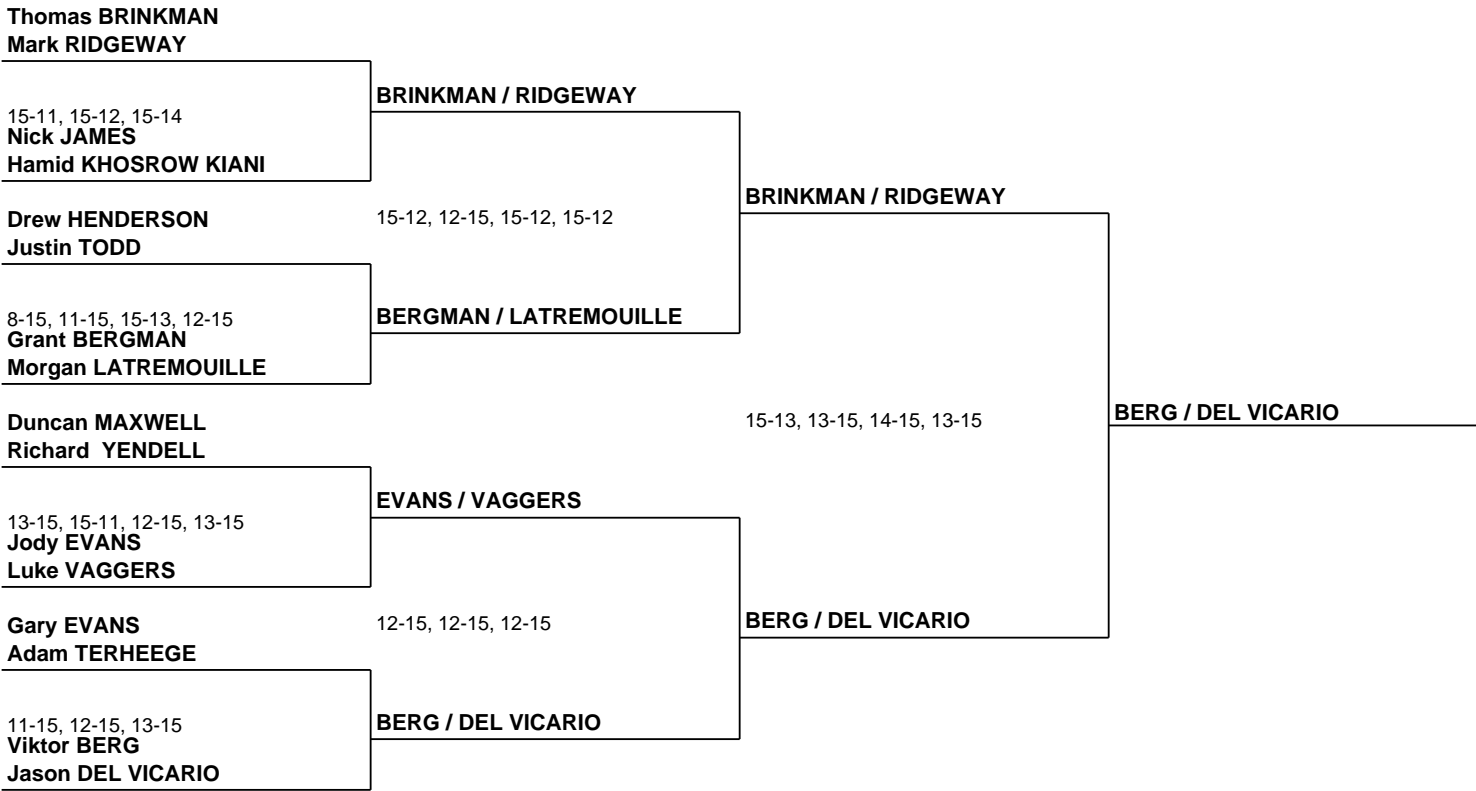 Thomas BRINKMAN
Mark RIDGEWAY
15-11, 15-12, 15-14
Nick JAMES
Hamid KHOSROW KIANI
Drew HENDERSON
Justin TODD
8-15, 11-15, 15-13, 12-15
Grant BERGMAN
Morgan LATREMOUILLE
Duncan MAXWELL
Richard  YENDELL
13-15, 15-11, 12-15, 13-15
Jody EVANS
Luke VAGGERS
Gary EVANS
Adam TERHEEGE
11-15, 12-15, 13-15
Viktor BERG
Jason DEL VICARIO
BRINKMAN / RIDGEWAY
15-12, 12-15, 15-12, 15-12
BERGMAN / LATREMOUILLE
EVANS / VAGGERS
12-15, 12-15, 12-15
BERG / DEL VICARIO
BRINKMAN / RIDGEWAY
15-13, 13-15, 14-15, 13-15
BERG / DEL VICARIO
BERG / DEL VICARIO